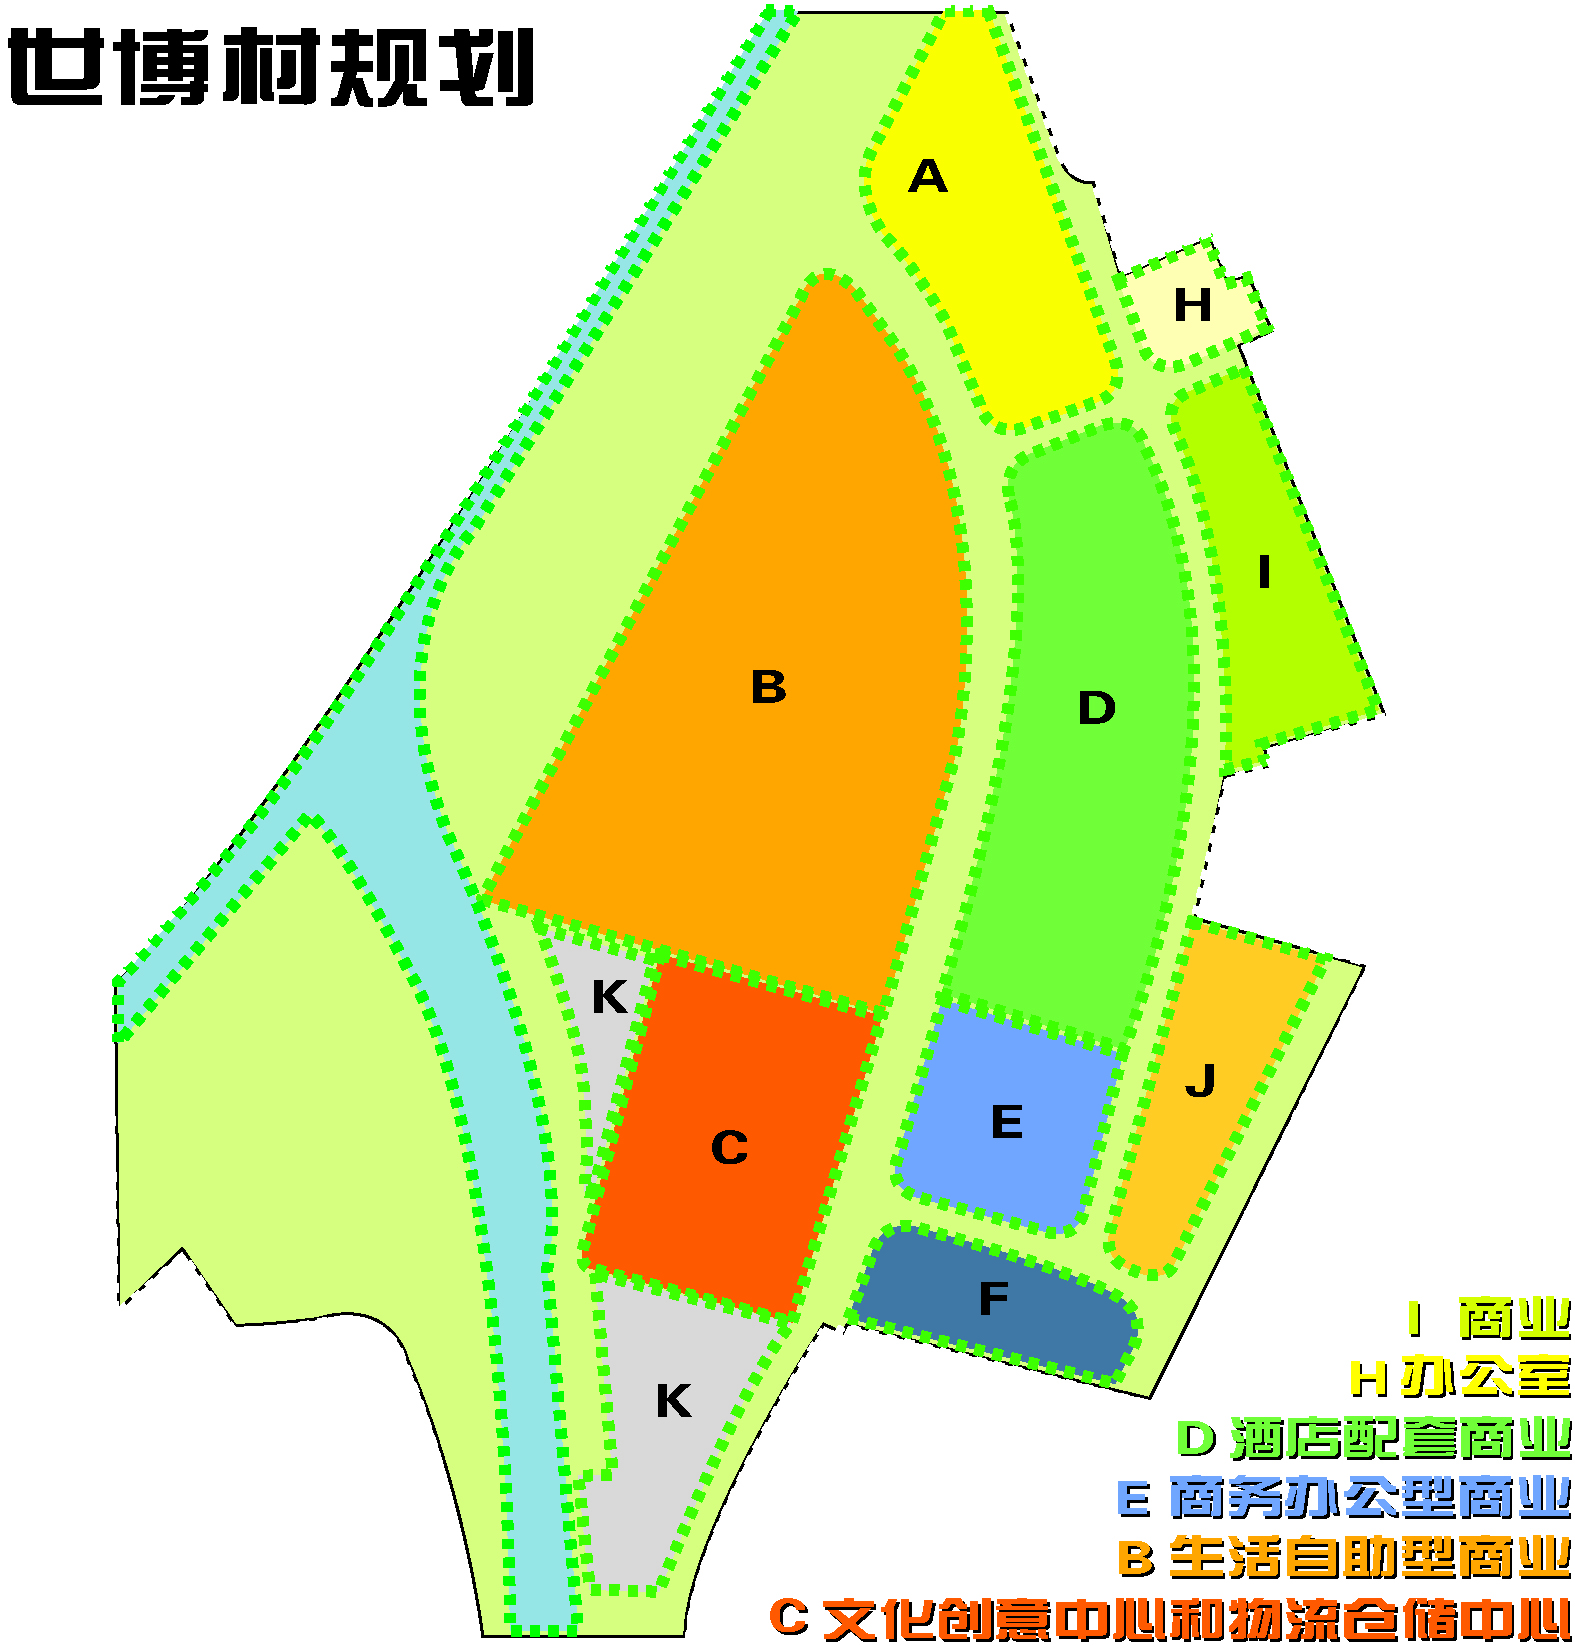 世博村规划
A
H
I
B
D
K
J
E
C
F
K
I 商业
H 办公室
D 酒店配套商业
E 商务办公型商业
B 生活自助型商业
C 文化创意中心和物流仓储中心